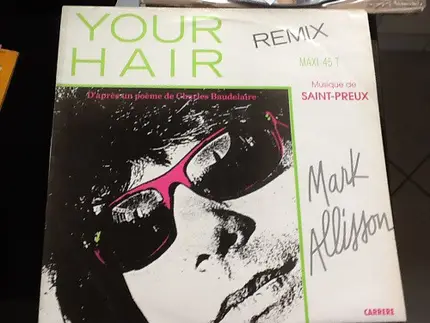 YOUR
HAIR
REMIX
MAXI 45 T
Musique de
SAINT-PREUX
D'après un poème de Charles Baudelaire
Mark
Allisson
CARRERE